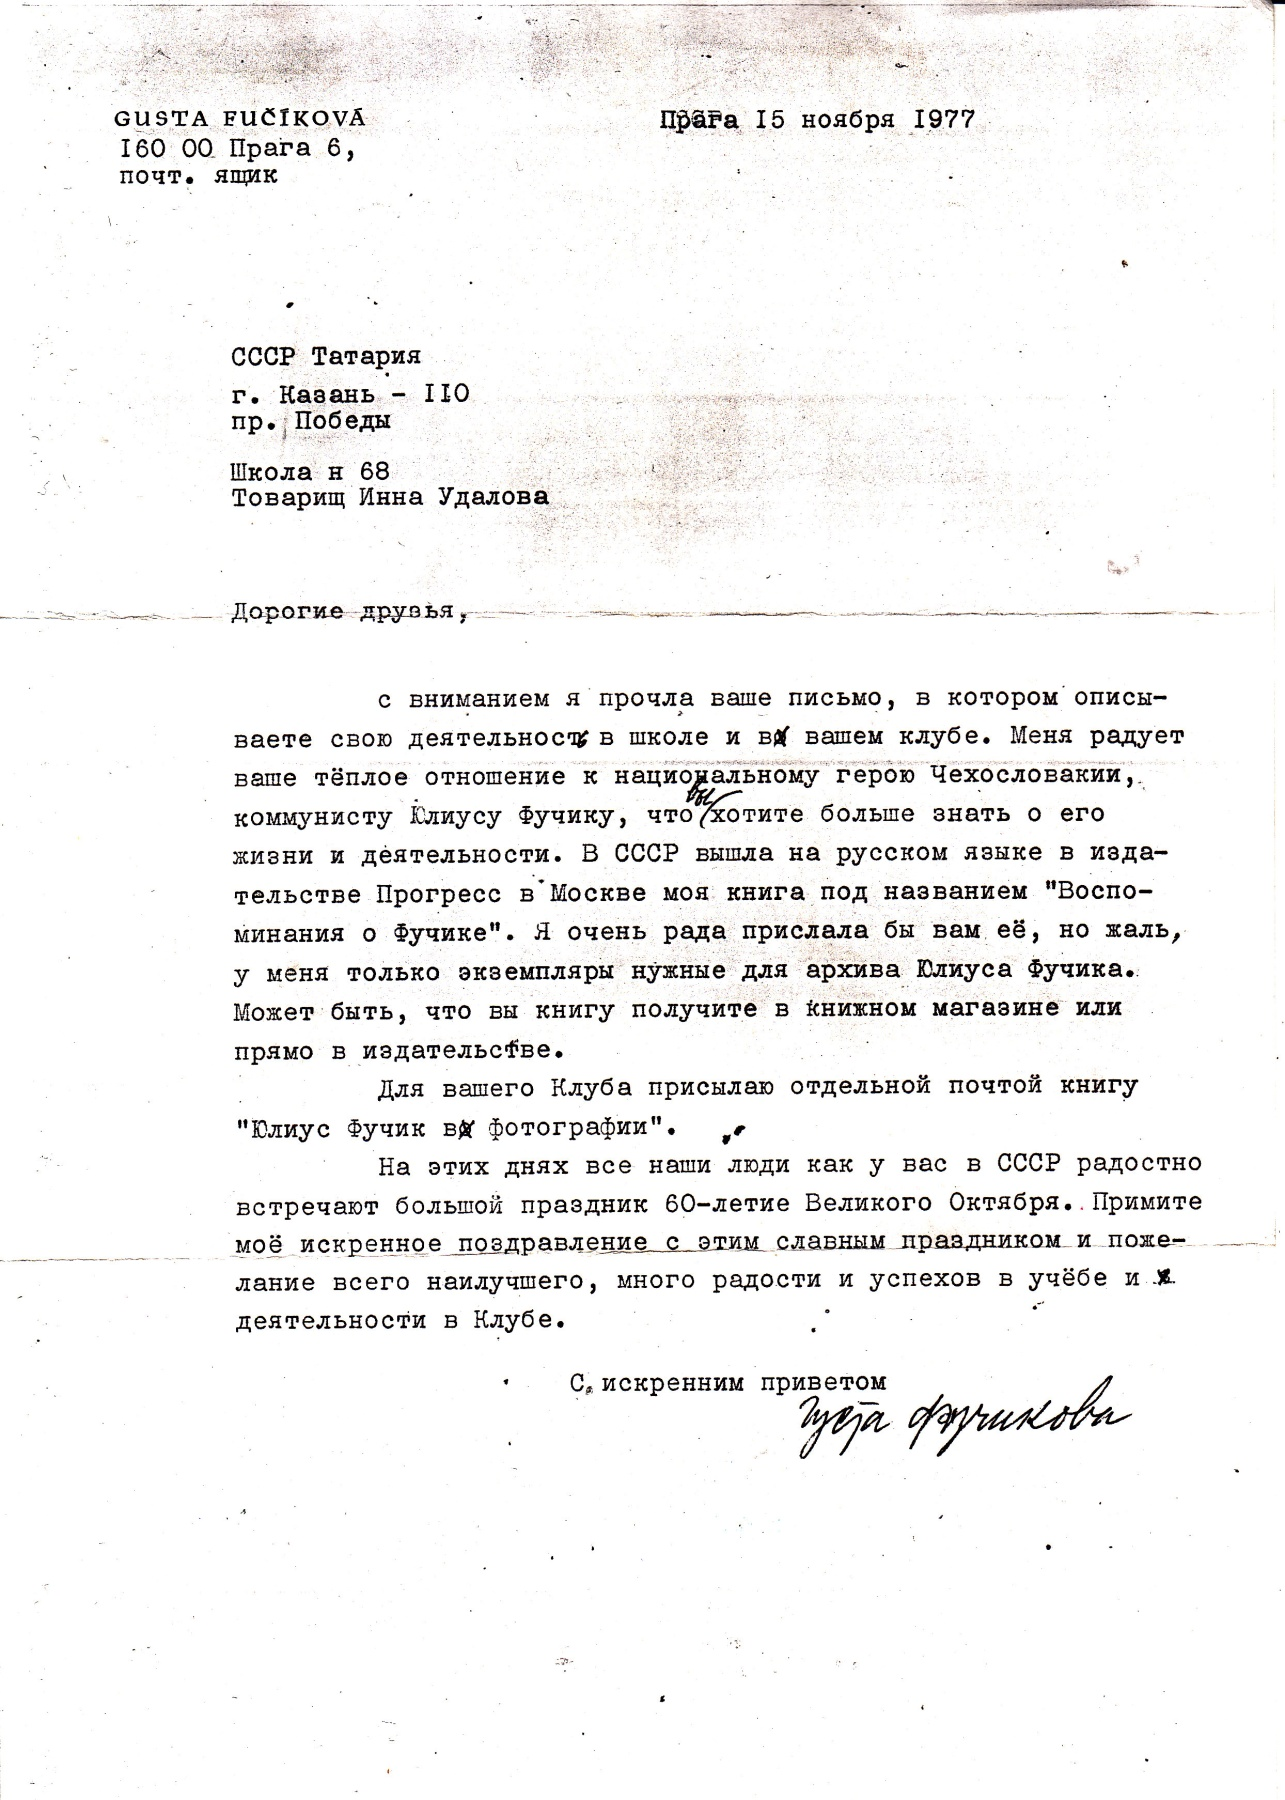 GUSTA FUČÍKOVÁ
Прага 15 ноября 1977
160 00 Прага 6,
почт. ящик
СССР Татария
г. Казань - 110
пр. Победы
Школа н 68
Товарищ Инна Удалова
Дорогие друзья,
с вниманием я прочла ваше письмо, в котором описы-
ваете свою деятельность в школе и в вашем клубе. Меня радует
ваше тёплое отношение к национальному герою Чехословакии,
коммунисту Юлиусу Фучику, что вы хотите больше знать о его
жизни и деятельности. В СССР вышла на русском языке в изда-
тельстве Прогресс в Москве моя книга под названием "Воспо-
минания о Фучике". Я очень рада прислала бы вам её, но жаль,
у меня только экземпляры нужные для архива Юлиуса Фучика.
Может быть, что вы книгу получите в книжном магазине или
прямо в издательстве.
Для вашего Клуба присылаю отдельной почтой книгу
"Юлиус Фучик в фотографии".
На этих днях все наши люди как у вас в СССР радостно
встречают большой праздник 60-летие Великого Октября. Примите
моё искренное поздравление с этим славным праздником и поже-
лание всего наилучшего, много радости и успехов в учёбе и
деятельности в Клубе.
С искренним приветом
Густа Фучикова